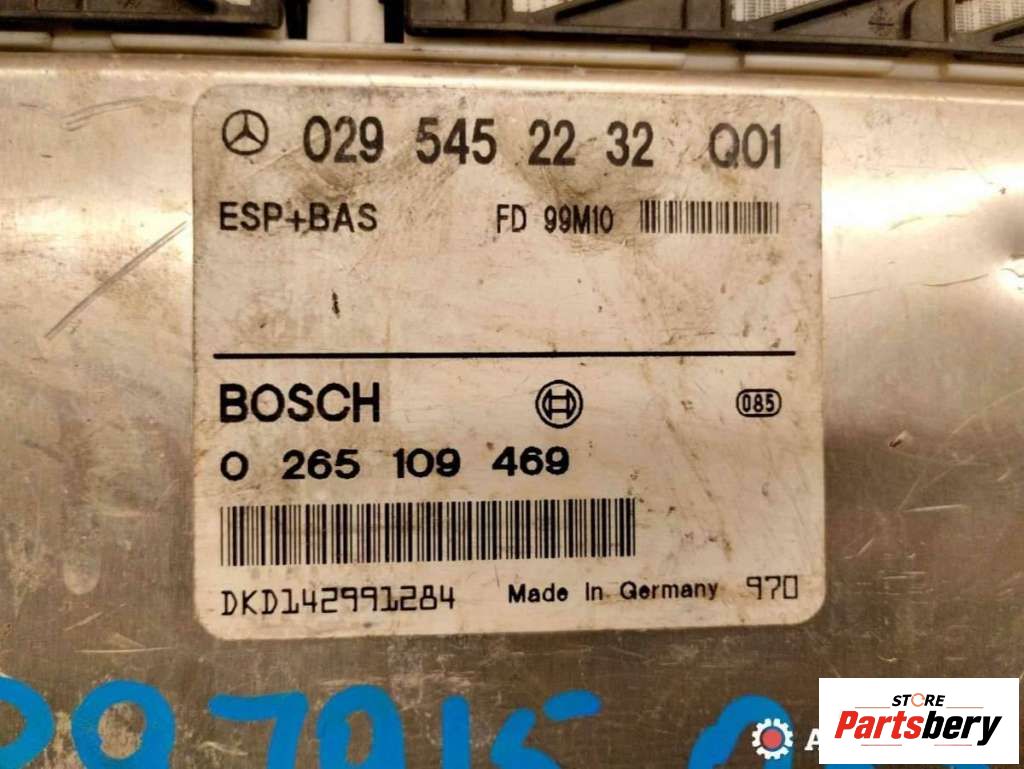 029 545 22 32 Q01
ESP+BAS FD 99M10
BOSCH 085
0 265 109 469
DKD142991284 Made in Germany 970
STORE
Partsbery